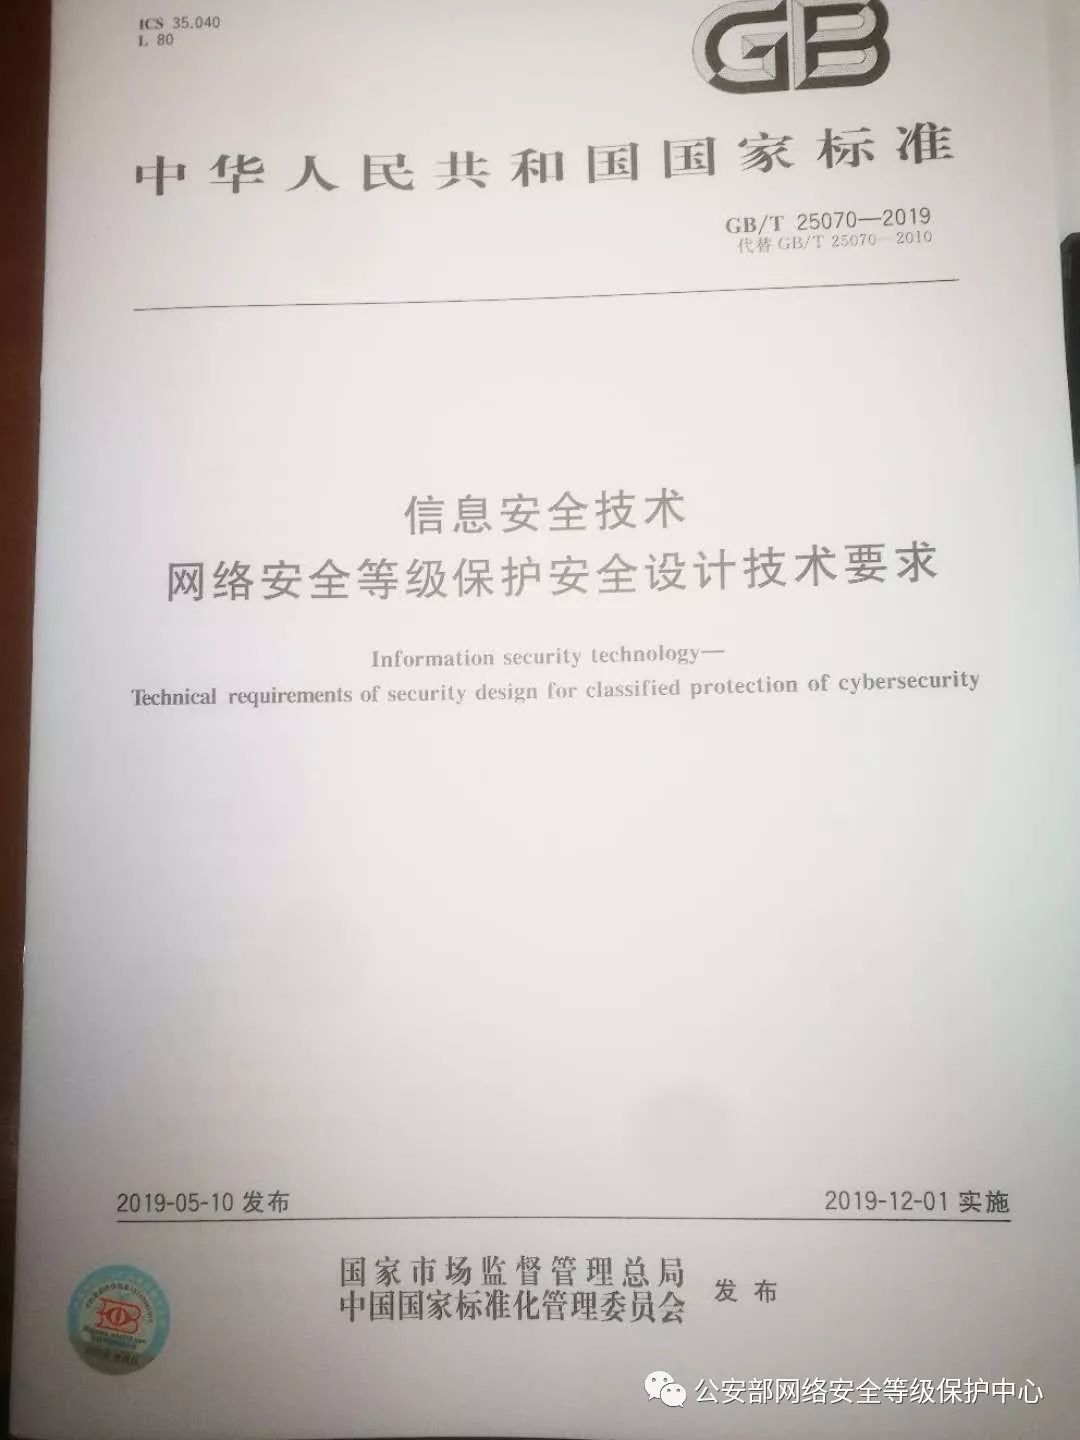 ICS 35.040
L 80
GB
中华人民共和国国家标准
GB/T 25070—2019
代替 GB/T 25070—2010
信息安全技术
网络安全等级保护安全设计技术要求
Information security technology—
Technical requirements of security design for classified protection of cybersecurity
2019-05-10 发布
2019-12-01 实施
国家市场监督管理总局
中国国家标准化管理委员会
发布
公安部网络安全等级保护中心